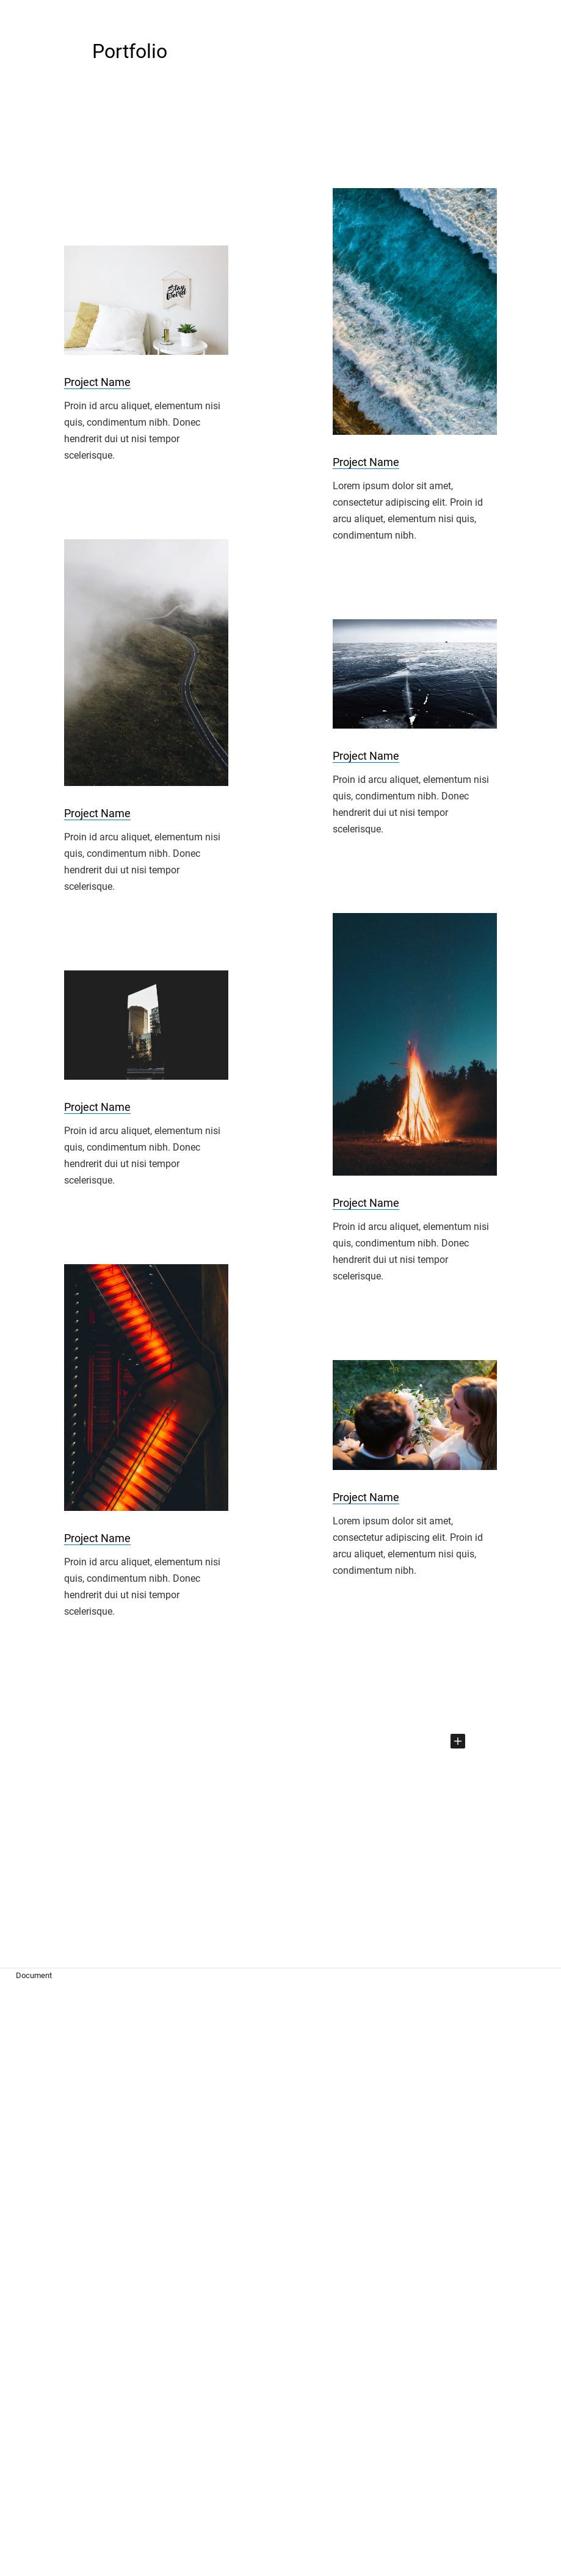 Portfolio
Stay
Weird
Project Name
Proin id arcu aliquet, elementum nisi
quis, condimentum nibh. Donec
hendrerit dui ut nisi tempor
scelerisque.
Project Name
Proin id arcu aliquet, elementum nisi
quis, condimentum nibh. Donec
hendrerit dui ut nisi tempor
scelerisque.
Project Name
Proin id arcu aliquet, elementum nisi
quis, condimentum nibh. Donec
hendrerit dui ut nisi tempor
scelerisque.
Project Name
Proin id arcu aliquet, elementum nisi
quis, condimentum nibh. Donec
hendrerit dui ut nisi tempor
scelerisque.
Project Name
Lorem ipsum dolor sit amet,
consectetur adipiscing elit. Proin id
arcu aliquet, elementum nisi quis,
condimentum nibh.
Project Name
Proin id arcu aliquet, elementum nisi
quis, condimentum nibh. Donec
hendrerit dui ut nisi tempor
scelerisque.
Project Name
Proin id arcu aliquet, elementum nisi
quis, condimentum nibh. Donec
hendrerit dui ut nisi tempor
scelerisque.
Project Name
Lorem ipsum dolor sit amet,
consectetur adipiscing elit. Proin id
arcu aliquet, elementum nisi quis,
condimentum nibh.
Document